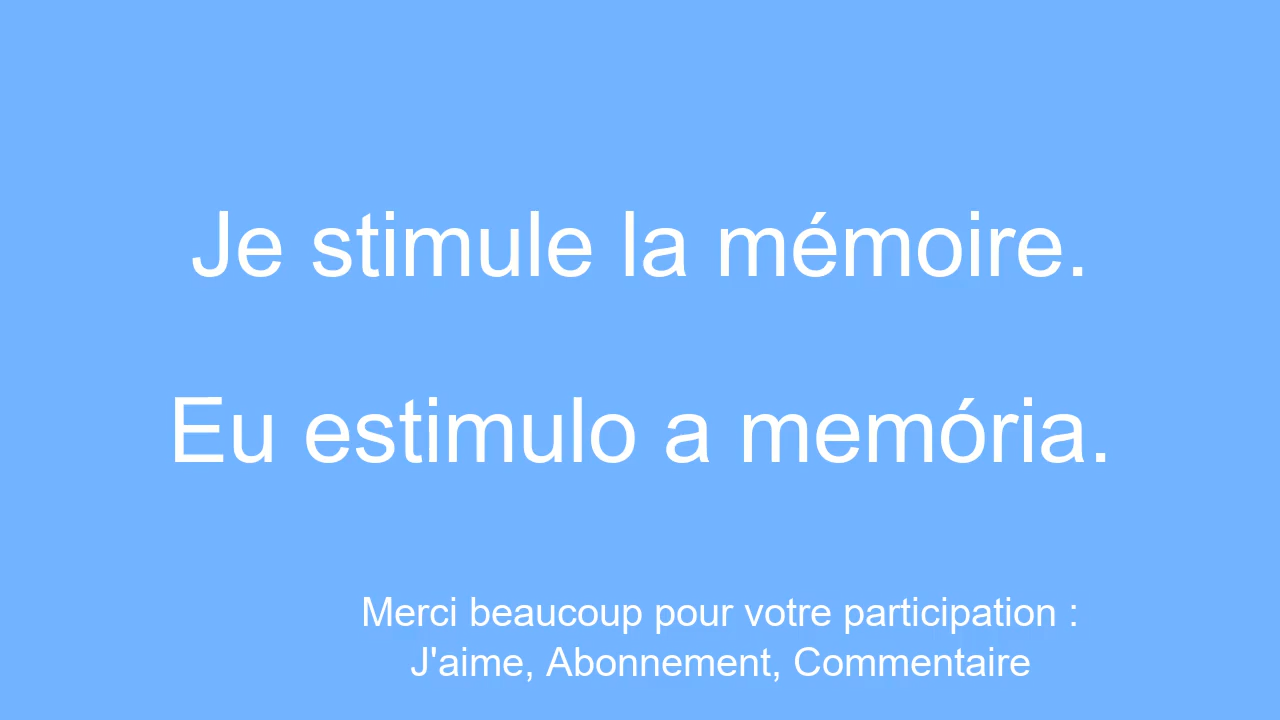 Je stimule la mémoire.
Eu estimulo a memória.
Merci beaucoup pour votre participation :
J'aime, Abonnement, Commentaire